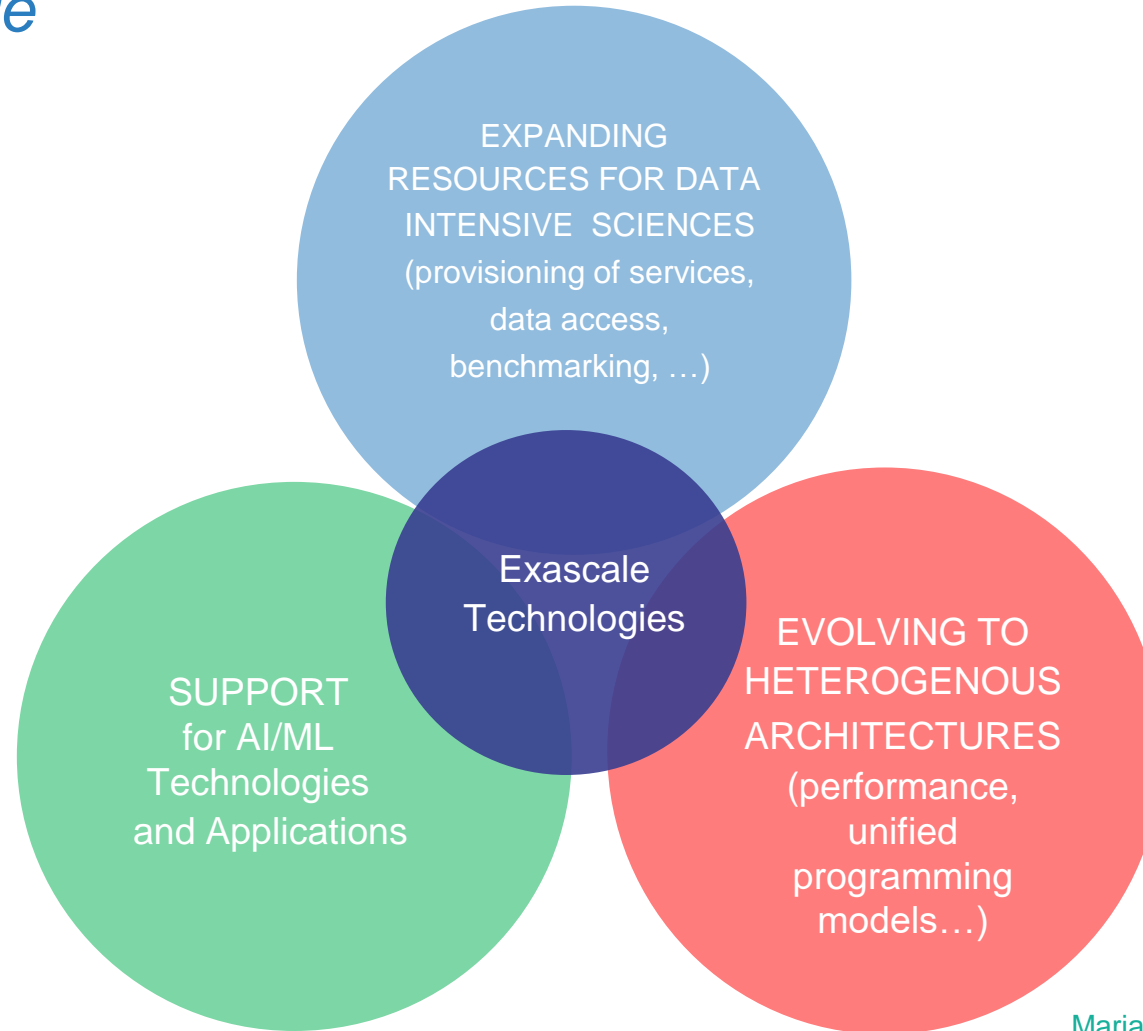 EXPANDING
RESOURCES FOR DATA
INTENSIVE SCIENCES
(provisioning of services,
data access,
benchmarking, …)
Exascale
Technologies
SUPPORT
for AI/ML
Technologies
and Applications
EVOLVING TO
HETEROGENOUS
ARCHITECTURES
(performance,
unified
programming
models…)
Maria